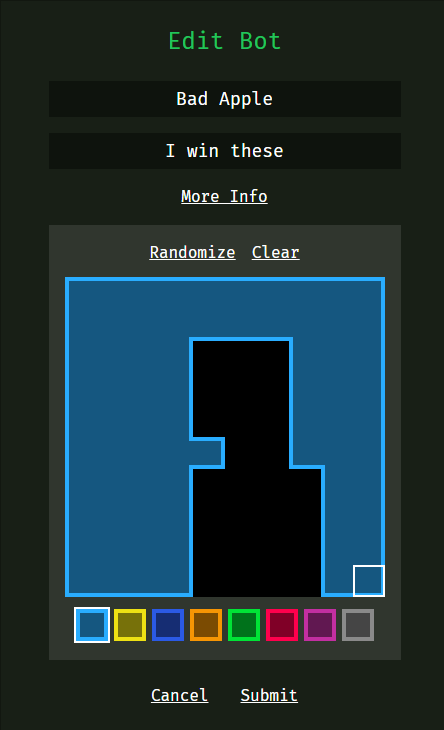 Edit Bot
Bad Apple
I win these
More Info
Randomize Clear
Cancel Submit